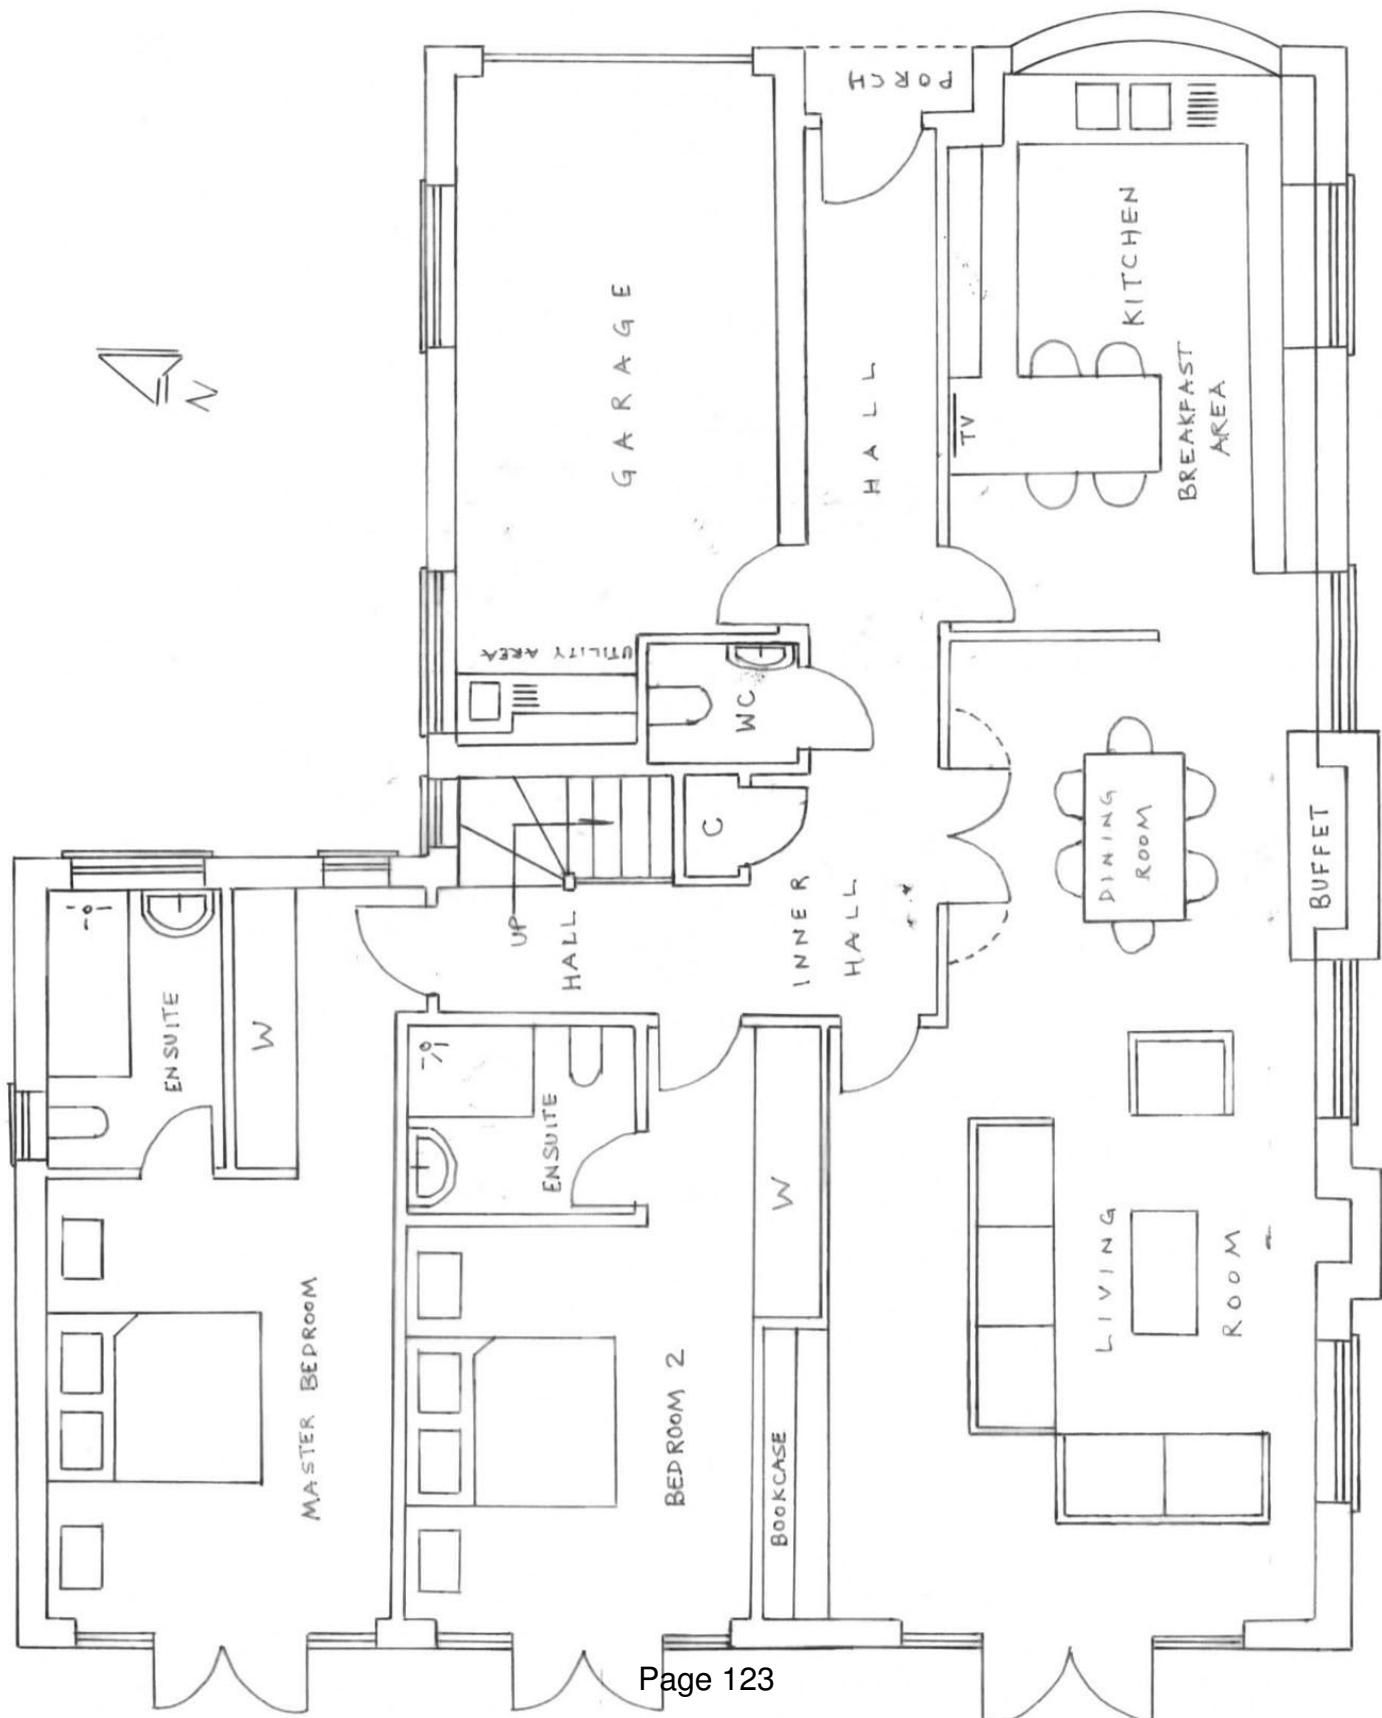 PORCH
KITCHEN
GARAGE
HALL
BREAKFAST
AREA
TV
N
UTILITY AREA
WC
C
DINING
ROOM
BUFFET
UP
HALL
INNER
HALL
ENSUITE
W
ENSUITE
W
LIVING
ROOM
MASTER BEDROOM
BEDROOM 2
BOOKCASE
Page 123